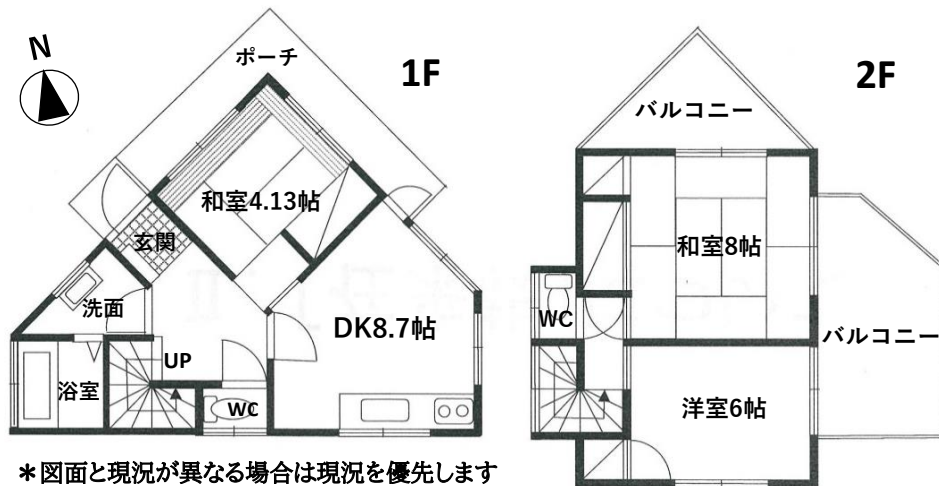 N
1F
ポーチ
和室4.13帖
玄関
洗面
浴室
UP
WC
DK8.7帖
2F
バルコニー
和室8帖
WC
バルコニー
洋室6帖
＊図面と現況が異なる場合は現況を優先します